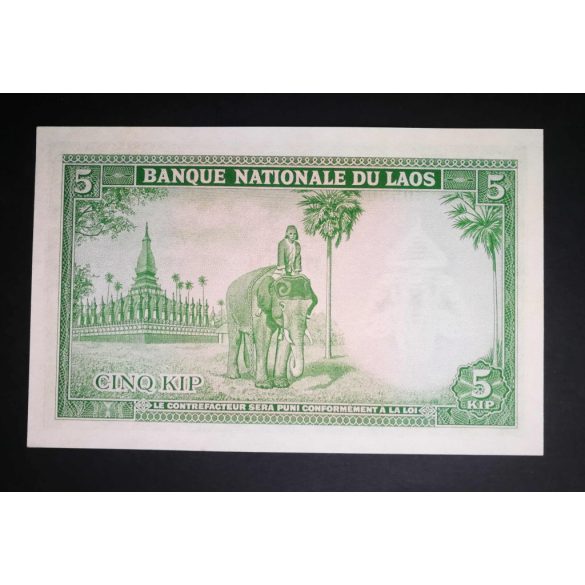 5 BANQUE NATIONALE DU LAOS 5
CINQ KIP
5
KIP
LE CONTREFACTEUR SERA PUNI CONFORMÉMENT A LA LOI